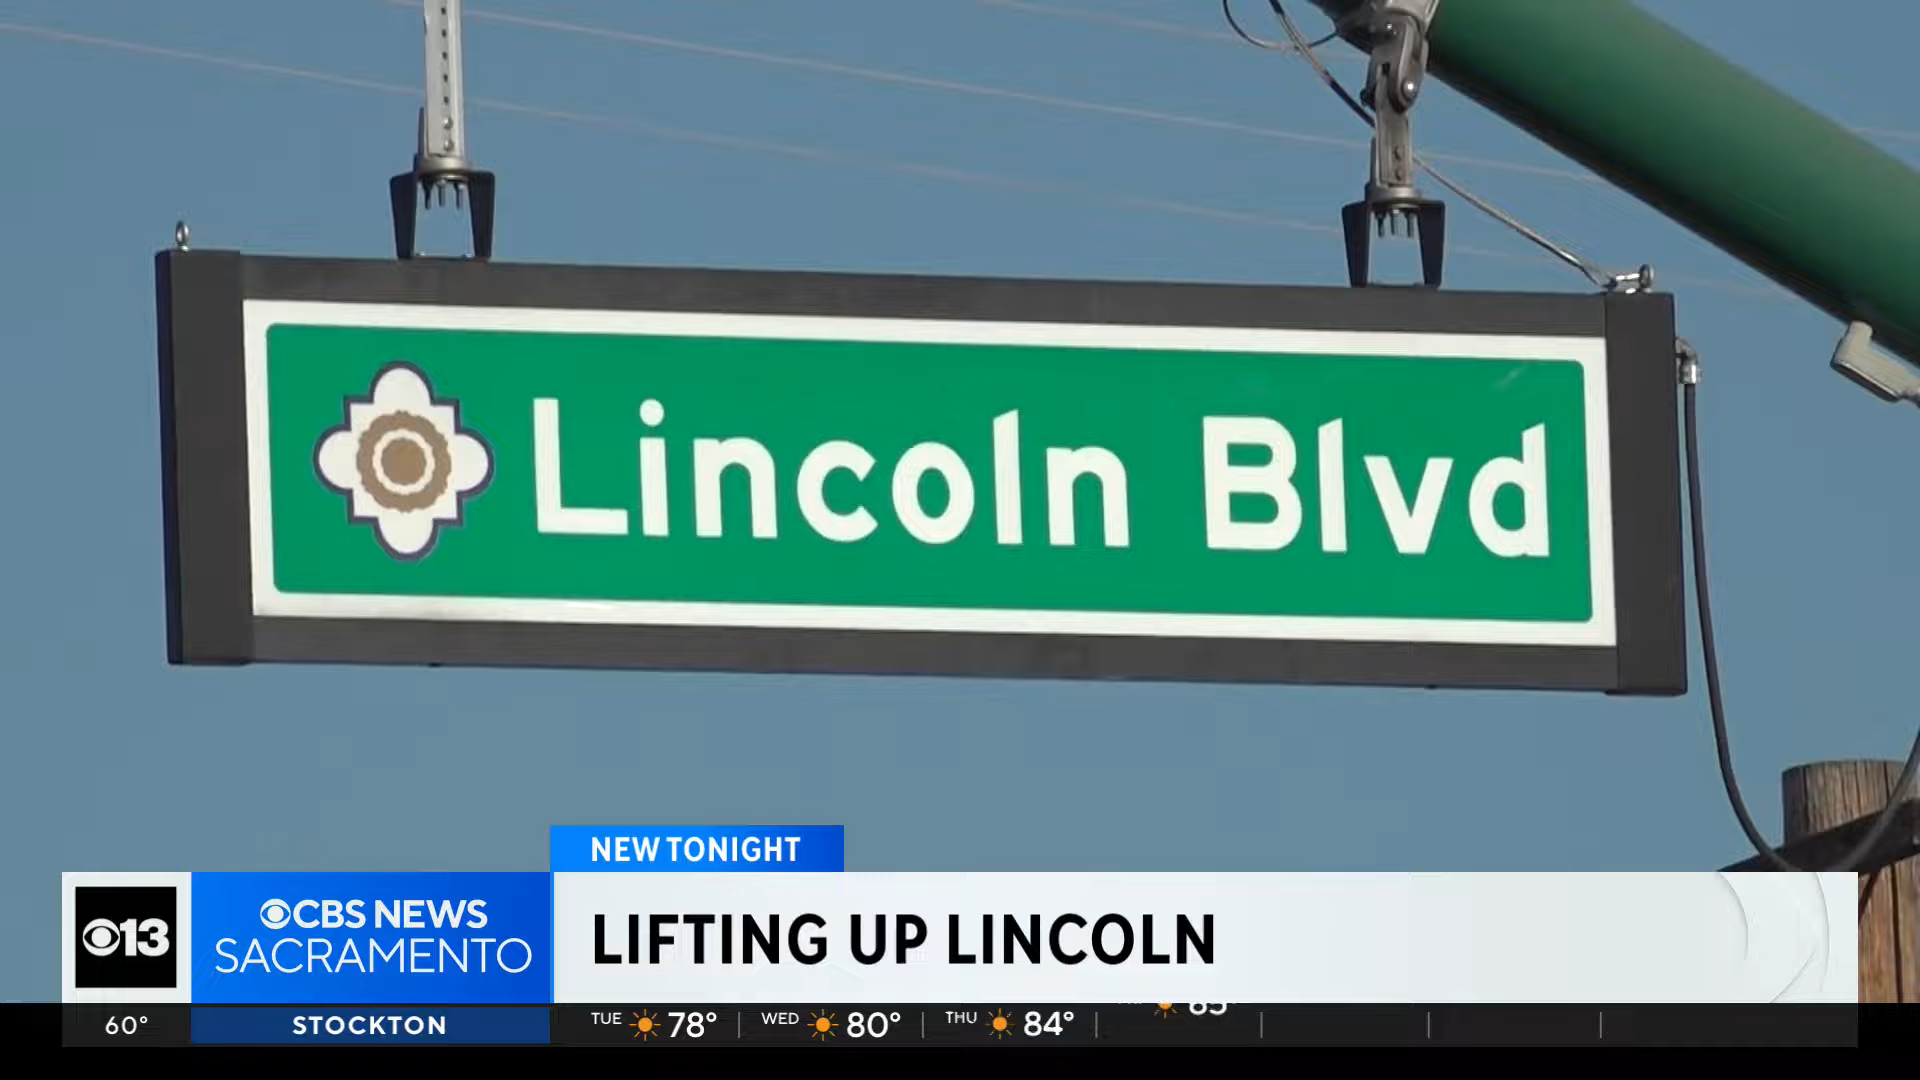 Lincoln Blvd
NEW TONIGHT
13
CBS NEWS
SACRAMENTO
LIFTING UP LINCOLN
60°
STOCKTON
TUE 78°
WED 80°
THU 84°